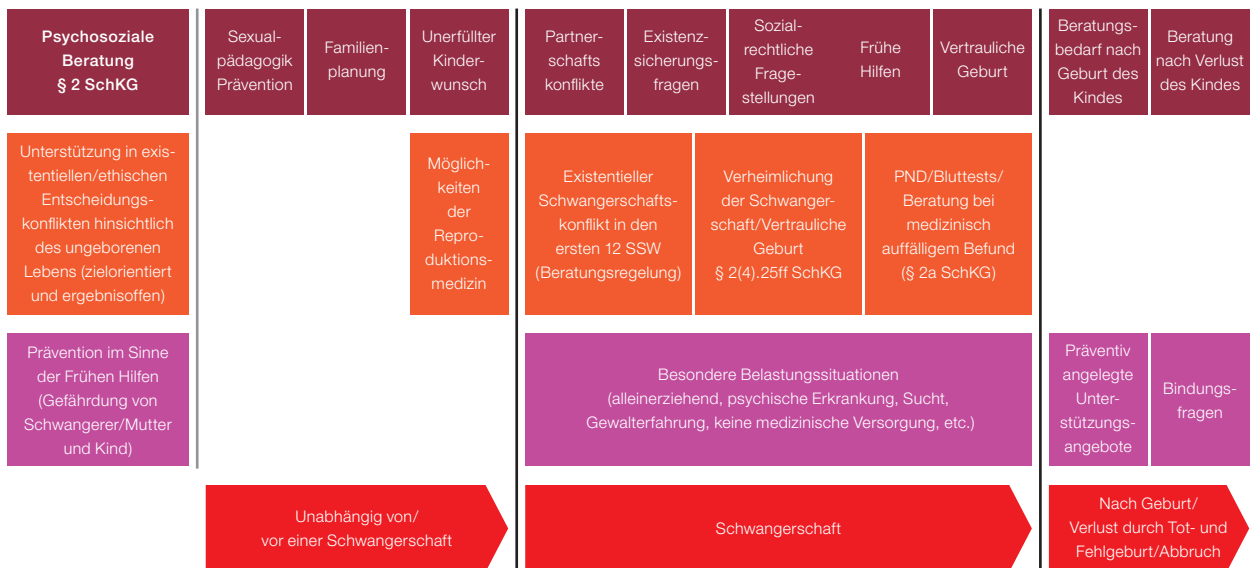 Psychosoziale
Beratung
§ 2 SchKG
Sexual-
pädagogik
Prävention
Familien-
planung
Unerfüllter
Kinder-
wunsch
Partner-
schafts
konflikte
Existenz-
sicherungs-
fragen
Sozial-
rechtliche
Frage-
stellungen
Frühe
Hilfen
Vertrauliche
Geburt
Beratungs-
bedarf nach
Geburt des
Kindes
Beratung
nach Verlust
des Kindes
Unterstützung in exis-
tentiellen/ethischen
Entscheidungs-
konflikten hinsichtlich
des ungeborenen
Lebens (zielorientiert
und ergebnisoffen)
Möglich-
keiten
der
Repro-
duktions-
medizin
Existentieller
Schwangerschafts-
konflikt in den
ersten 12 SSW
(Beratungsregelung)
Verheimlichung
der Schwanger-
schaft/Vertrauliche
Geburt
§ 2(4).25ff SchKG
PND/Bluttests/
Beratung bei
medizinisch
auffälligem Befund
(§ 2a SchKG)
Prävention im Sinne
der Frühen Hilfen
(Gefährdung von
Schwangerer/Mutter
und Kind)
Besondere Belastungssituationen
(alleinerziehend, psychische Erkrankung, Sucht,
Gewalterfahrung, keine medizinische Versorgung, etc.)
Präventiv
angelegte
Unter-
stützungs-
angebote
Bindungs-
fragen
Unabhängig von/
vor einer Schwangerschaft
Schwangerschaft
Nach Geburt/
Verlust durch Tot- und
Fehlgeburt/Abbruch